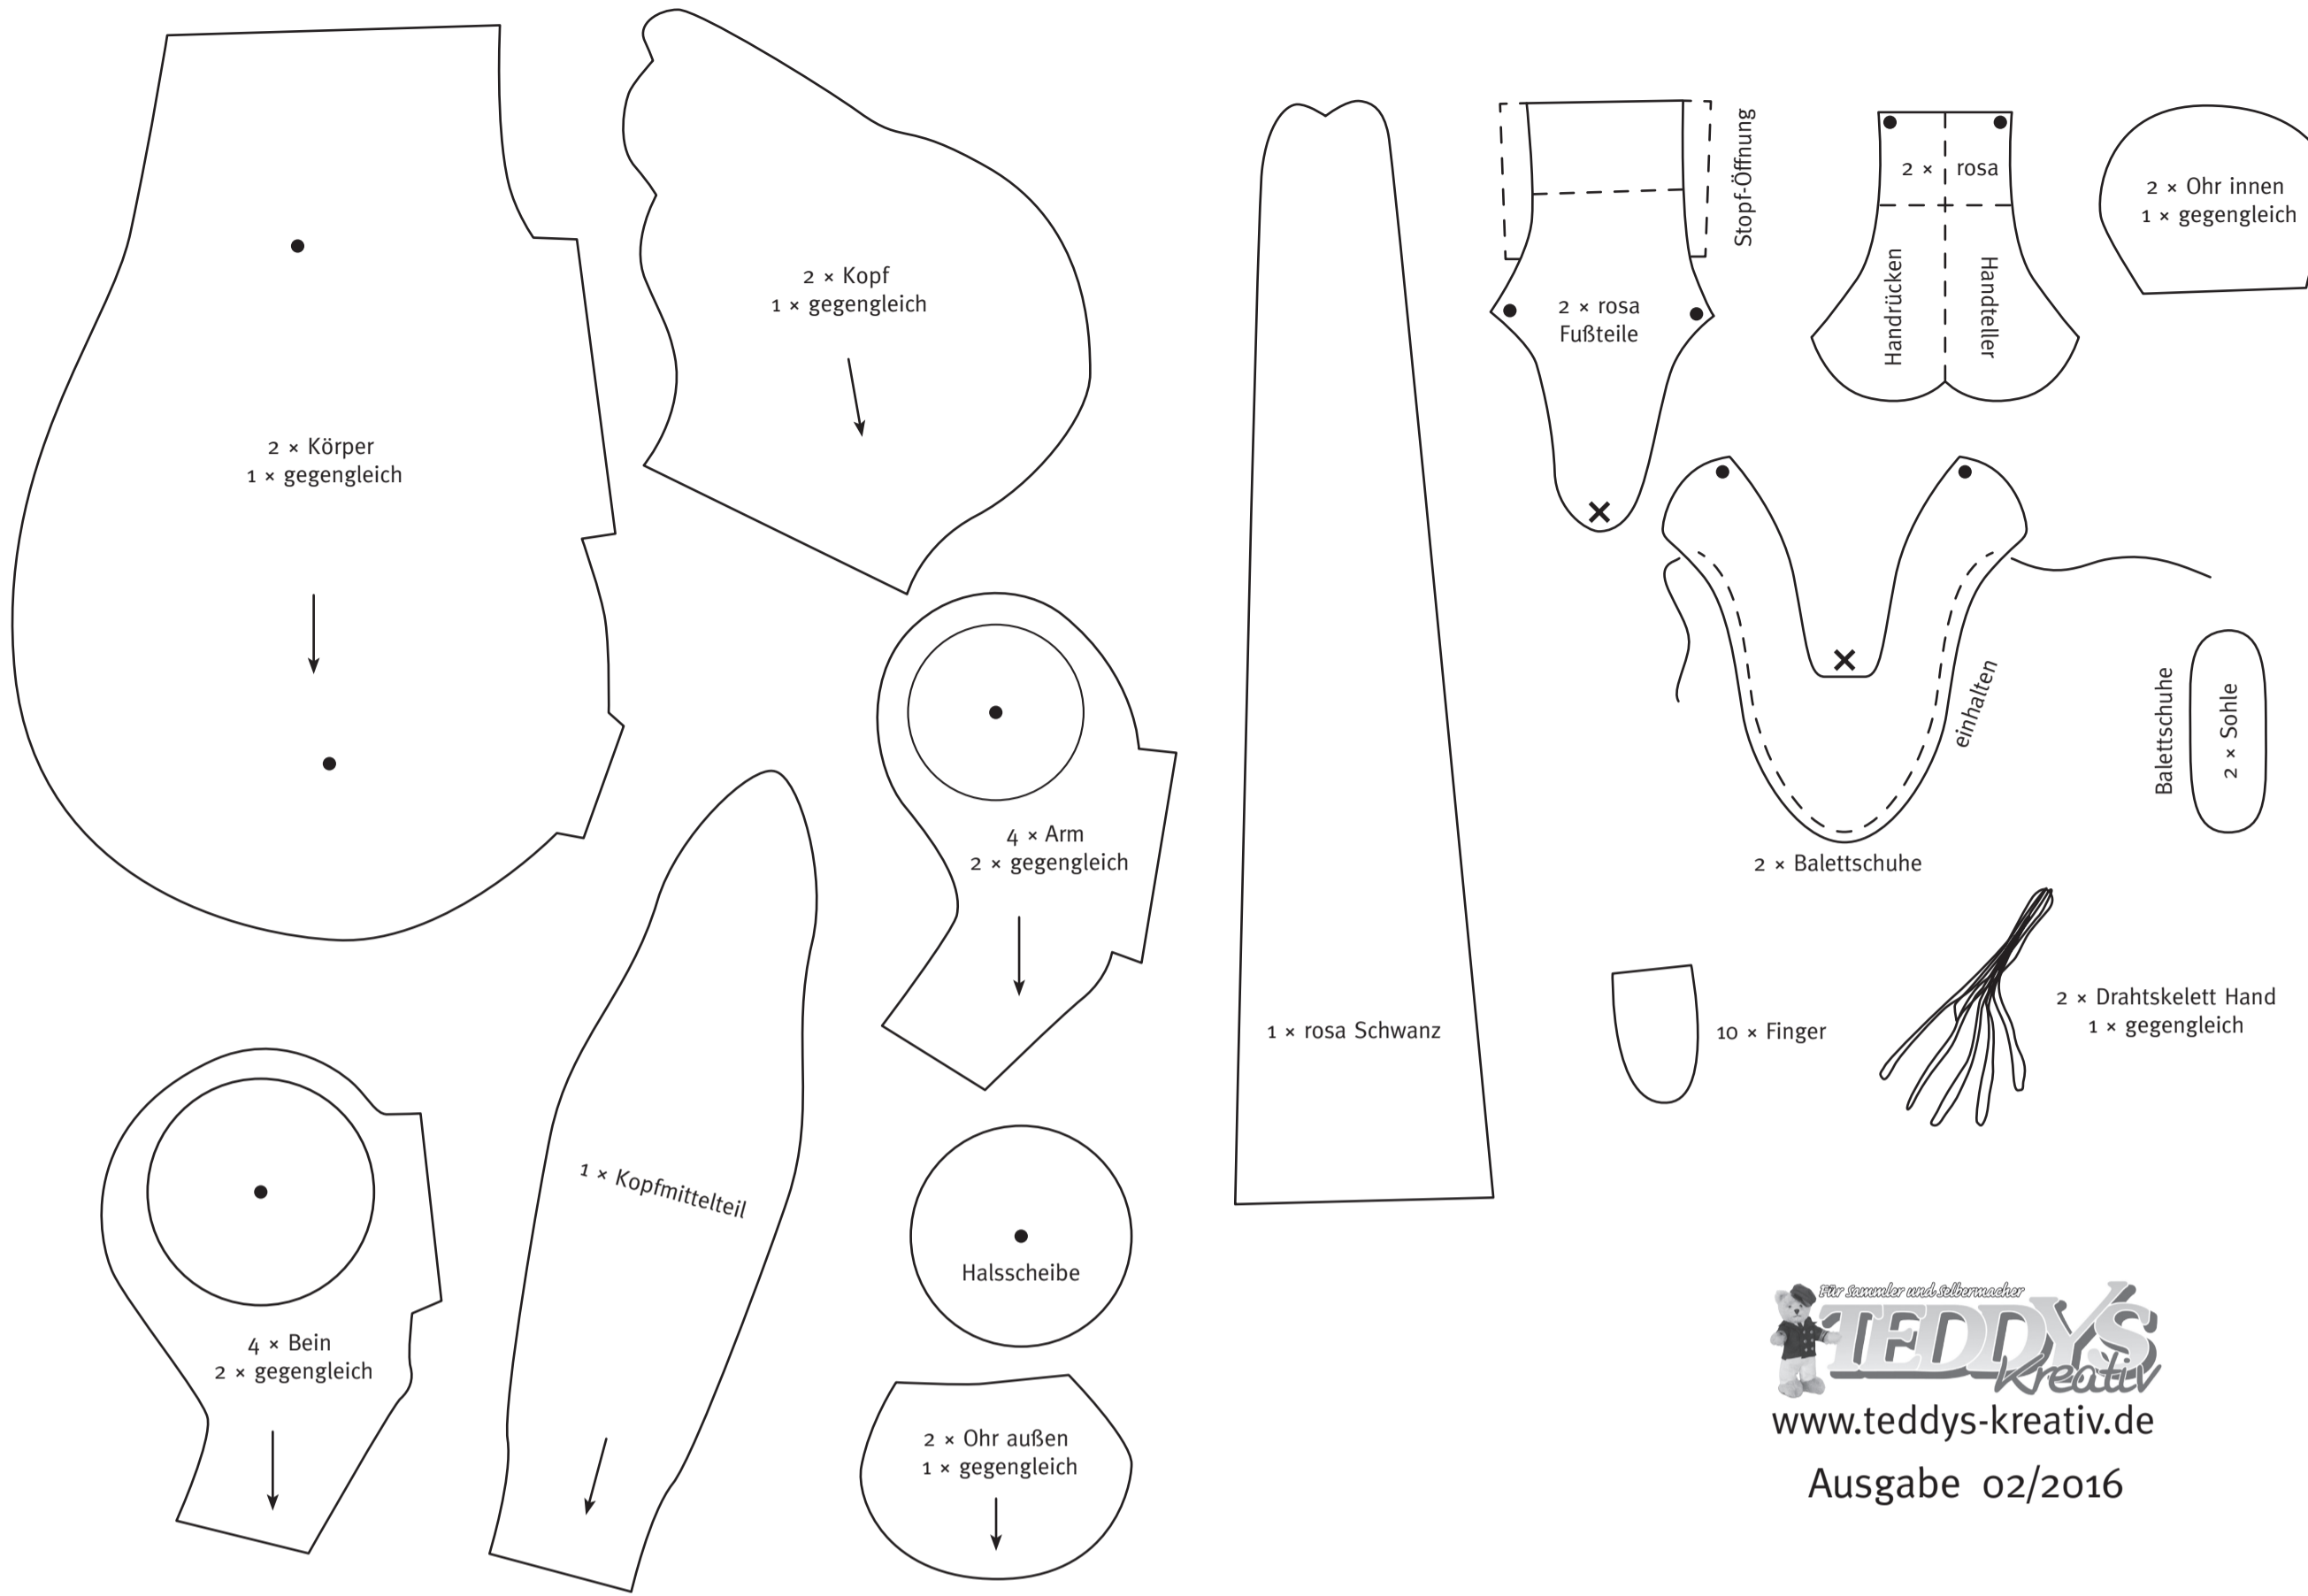 2 × Körper
1 × gegengleich
2 × Kopf
1 × gegengleich
4 × Arm
2 × gegengleich
4 × Bein
2 × gegengleich
1 × Kopfmittelteil
Halsscheibe
2 × Ohr außen
1 × gegengleich
1 × rosa Schwanz
Stopf-Öffnung
2 × rosa
Fußteile
2 × rosa
Handrücken
Handteller
2 × Ohr innen
1 × gegengleich
einhalten
2 × Balettschuhe
Balettschuhe
2 × Sohle
10 × Finger
2 × Drahtskelett Hand
1 × gegengleich
Für Sammler und Selbermacher
TEDDYS
kreativ
www.teddys-kreativ.de
Ausgabe 02/2016